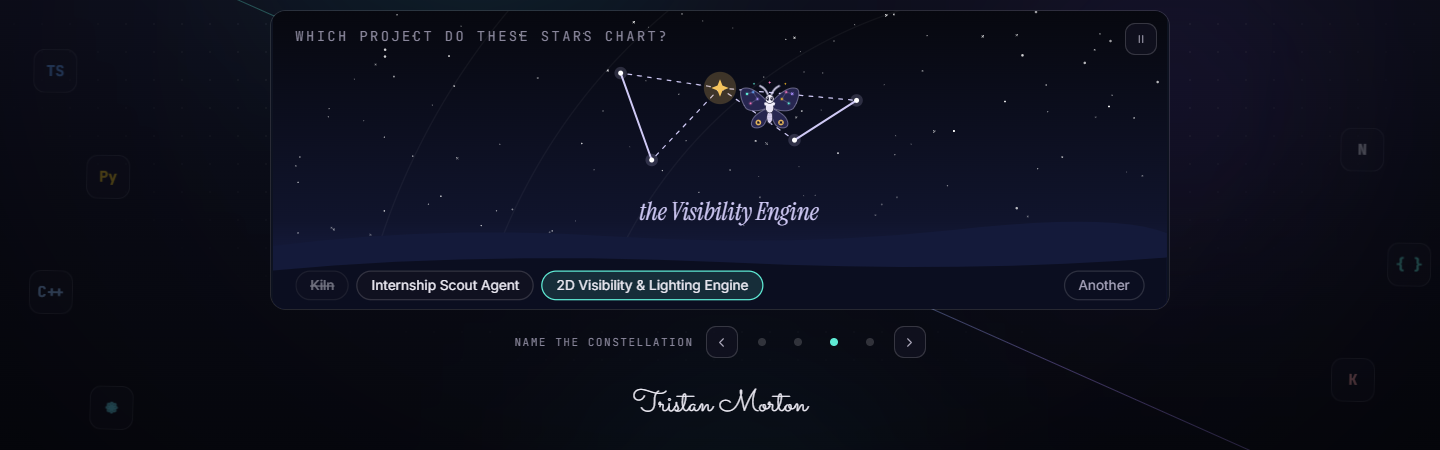 WHICH PROJECT DO THESE STARS CHART?
TS
Py
N
the Visibility Engine
{ }
C++
Kiln
Internship Scout Agent
2D Visibility & Lighting Engine
Another
NAME THE CONSTELLATION
K
Tristan Morton